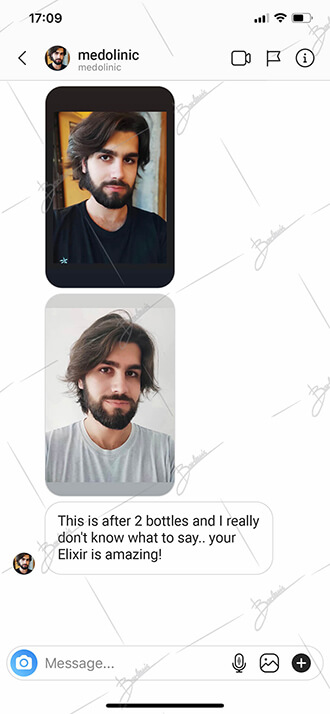 17:09
medolinic
medolinic
This is after 2 bottles and I really
don't know what to say.. your
Elixir is amazing!
Message...